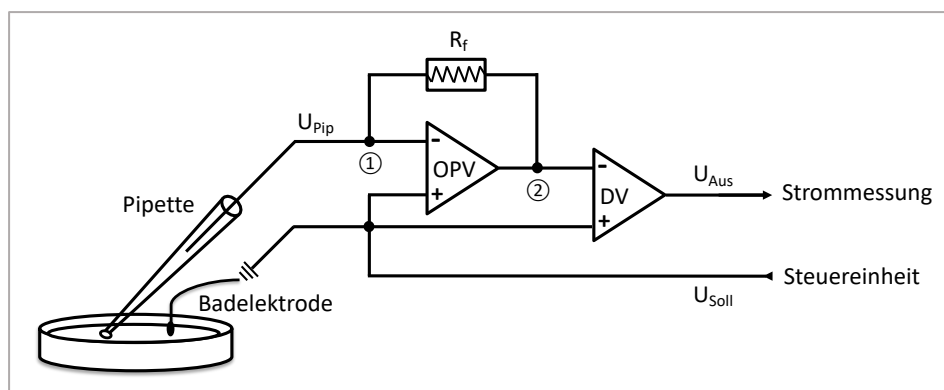 R_f
U_Pip
①
-
OPV
+
②
-
DV
+
U_Aus
Strommessung
Pipette
Badelektrode
U_Soll
Steuereinheit